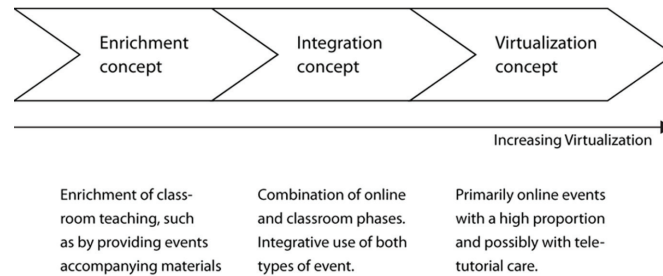 Enrichment
concept
Integration
concept
Virtualization
concept
Increasing Virtualization
Enrichment of class-
room teaching, such
as by providing events
accompanying materials
Combination of online
and classroom phases.
Integrative use of both
types of event.
Primarily online events
with a high proportion
and possibly with tele-
tutorial care.